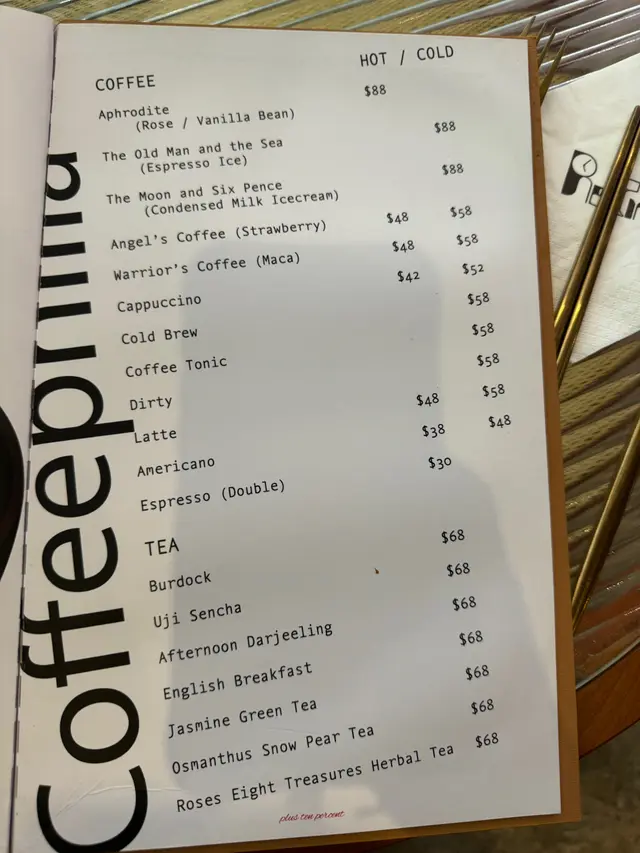 Coffeephilia
HOT / COLD
COFFEE
Aphrodite $88
(Rose / Vanilla Bean)
The Old Man and the Sea $88
(Espresso Ice)
The Moon and Six Pence $88
(Condensed Milk Icecream)
Angel's Coffee (Strawberry) $48 $58
Warrior's Coffee (Maca) $48 $58
Cappuccino $42 $52
Cold Brew $58
Coffee Tonic $58
Dirty $58
Latte $48 $58
Americano $38 $48
Espresso (Double) $30
TEA
Burdock $68
Uji Sencha $68
Afternoon Darjeeling $68
English Breakfast $68
Jasmine Green Tea $68
Osmanthus Snow Pear Tea $68
Roses Eight Treasures Herbal Tea $68
plus ten percent